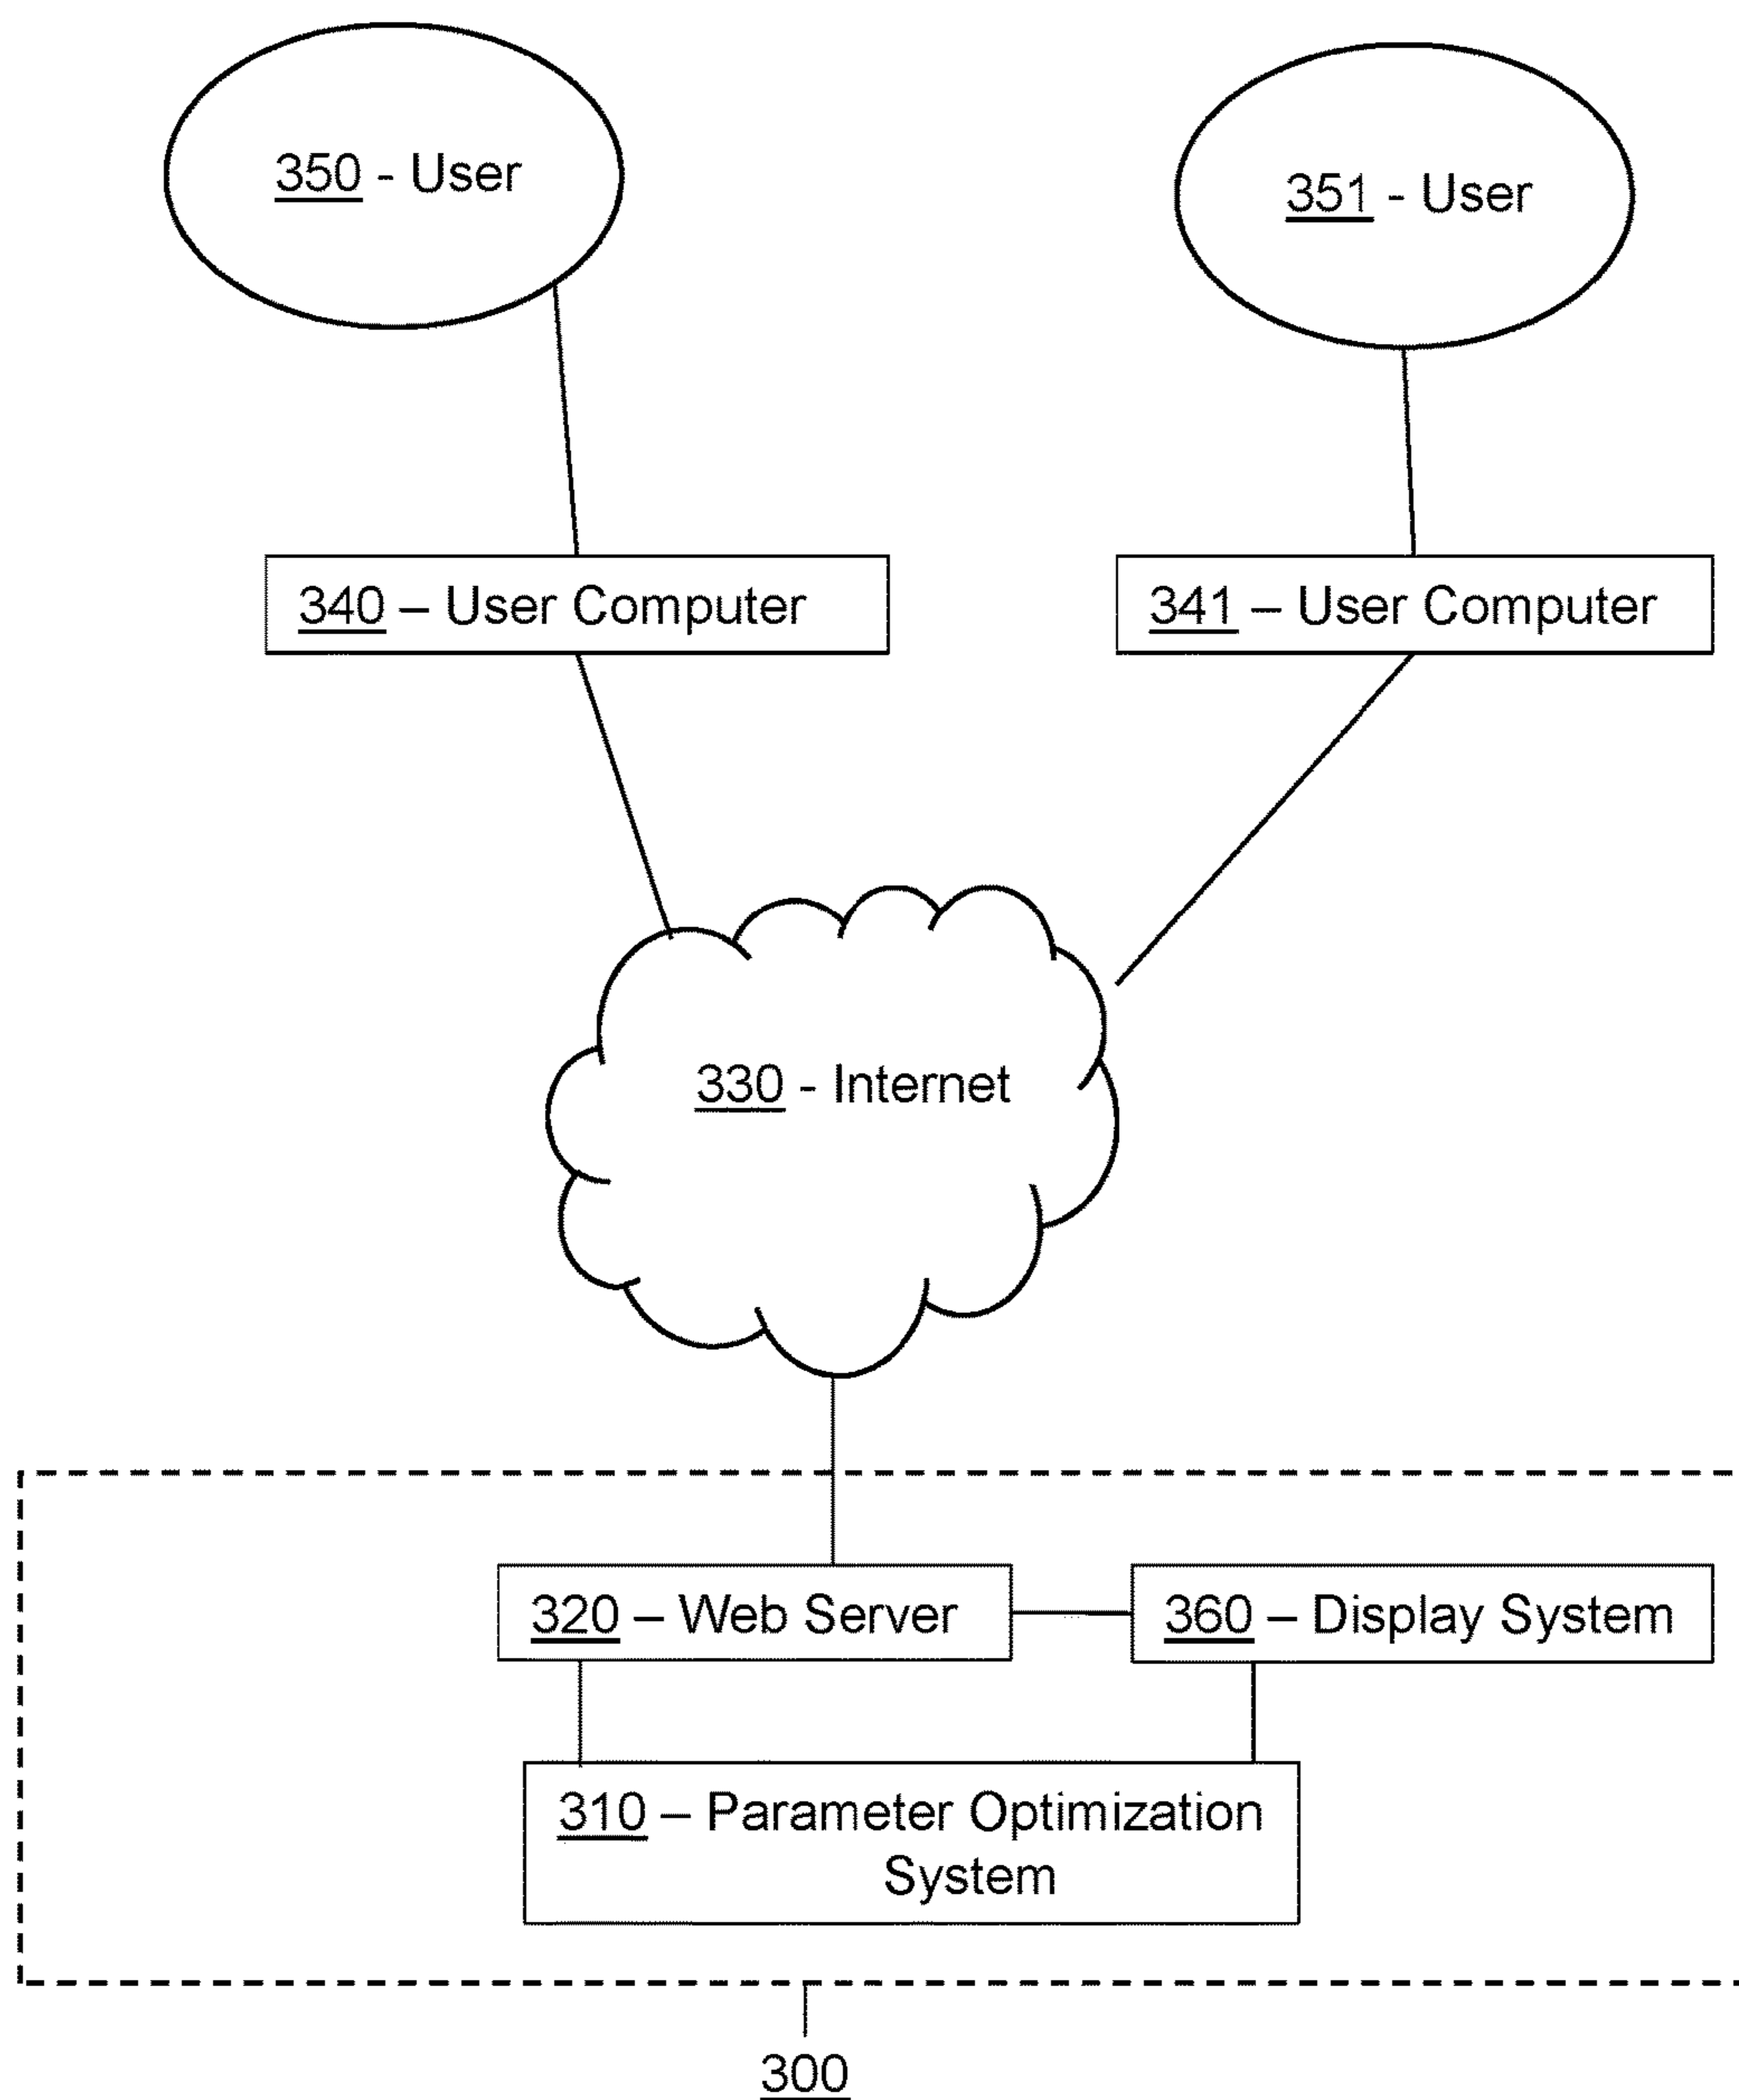 350 - User
351 - User
340 – User Computer
341 – User Computer
330 - Internet
320 – Web Server
360 – Display System
310 – Parameter Optimization
System
300